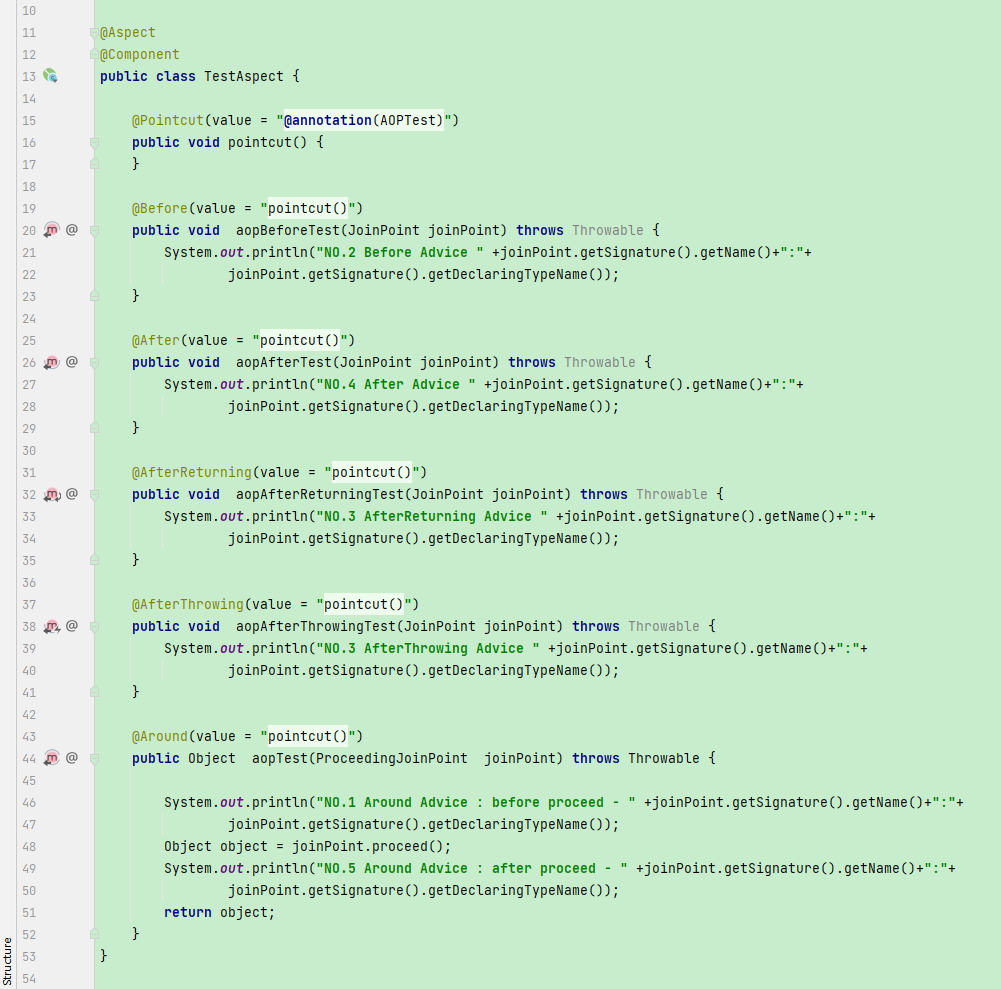 10
11 @Aspect
12 @Component
13 public class TestAspect {
14
15     @Pointcut(value = "@annotation(AOPTest)")
16     public void pointcut() {
17     }
18
19     @Before(value = "pointcut()")
20 m @ public void  aopBeforeTest(JoinPoint joinPoint) throws Throwable {
21         System.out.println("NO.2 Before Advice " +joinPoint.getSignature().getName()+":"+
22                 joinPoint.getSignature().getDeclaringTypeName());
23     }
24
25     @After(value = "pointcut()")
26 m @ public void  aopAfterTest(JoinPoint joinPoint) throws Throwable {
27         System.out.println("NO.4 After Advice " +joinPoint.getSignature().getName()+":"+
28                 joinPoint.getSignature().getDeclaringTypeName());
29     }
30
31     @AfterReturning(value = "pointcut()")
32 m @ public void  aopAfterReturningTest(JoinPoint joinPoint) throws Throwable {
33         System.out.println("NO.3 AfterReturning Advice " +joinPoint.getSignature().getName()+":"+
34                 joinPoint.getSignature().getDeclaringTypeName());
35     }
36
37     @AfterThrowing(value = "pointcut()")
38 m @ public void  aopAfterThrowingTest(JoinPoint joinPoint) throws Throwable {
39         System.out.println("NO.3 AfterThrowing Advice " +joinPoint.getSignature().getName()+":"+
40                 joinPoint.getSignature().getDeclaringTypeName());
41     }
42
43     @Around(value = "pointcut()")
44 m @ public Object  aopTest(ProceedingJoinPoint  joinPoint) throws Throwable {
45
46         System.out.println("NO.1 Around Advice : before proceed - " +joinPoint.getSignature().getName()+":"+
47                 joinPoint.getSignature().getDeclaringTypeName());
48         Object object = joinPoint.proceed();
49         System.out.println("NO.5 Around Advice : after proceed - " +joinPoint.getSignature().getName()+":"+
50                 joinPoint.getSignature().getDeclaringTypeName());
51         return object;
52     }
53 }
54
Structure